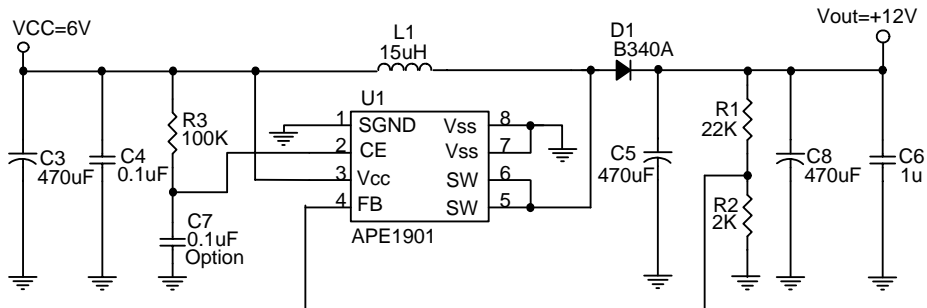 VCC=6V
Vout=+12V
L1
15uH
D1
B340A
U1
R3
100K
1
SGND
Vss
8
2
CE
Vss
7
3
Vcc
SW
6
4
FB
SW
5
APE1901
C3
470uF
C4
0.1uF
C7
0.1uF
Option
C5
470uF
R1
22K
R2
2K
C8
470uF
C6
1u